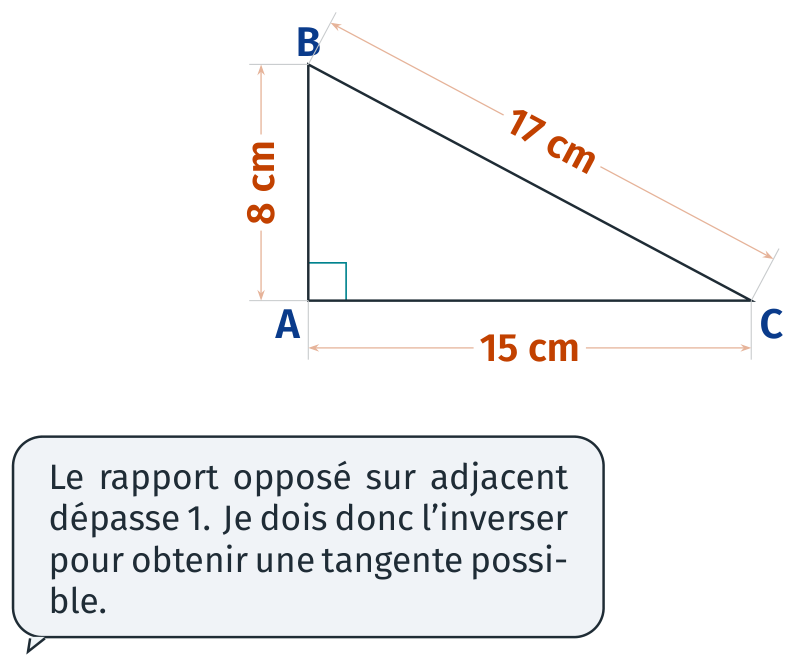 B
17 cm
8 cm
A
C
15 cm
Le rapport opposé sur adjacent
dépasse 1. Je dois donc l’inverser
pour obtenir une tangente possi-
ble.